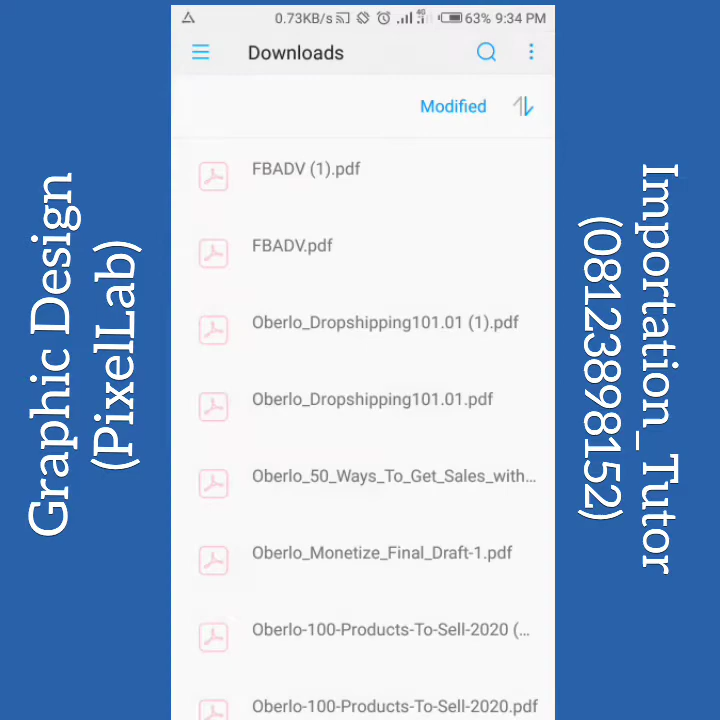 Graphic Design
(PixelLab)
0.73KB/s 4G 63% 9:34 PM
Downloads
Modified
FBADV (1).pdf
FBADV.pdf
Oberlo_Dropshipping101.01 (1).pdf
Oberlo_Dropshipping101.01.pdf
Oberlo_50_Ways_To_Get_Sales_with...
Oberlo_Monetize_Final_Draft-1.pdf
Oberlo-100-Products-To-Sell-2020 (...
Oberlo-100-Products-To-Sell-2020.pdf
Importation_Tutor
(08123898152)